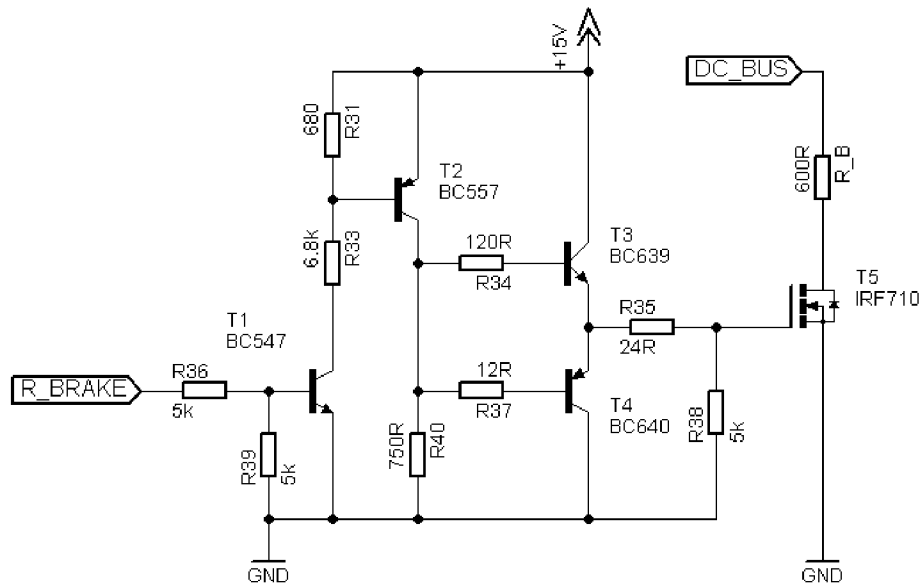 +15V
DC_BUS
680
R31
T2
BC557
600R
R_B
6.8k
R33
120R
R34
T3
BC639
T5
IRF710
T1
BC547
R35
24R
R_BRAKE
R36
5k
12R
R37
T4
BC640
R38
5k
R39
5k
750R
R40
GND
GND